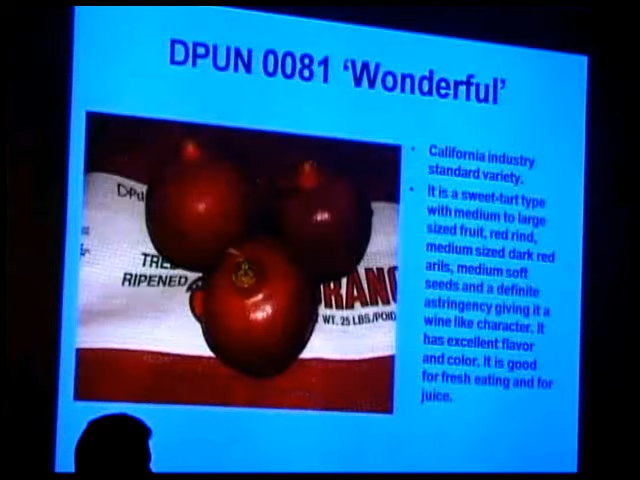 DPUN 0081 ‘Wonderful’
• California industry
standard variety.
• It is a sweet-tart type
with medium to large
sized fruit, red rind,
medium sized dark red
arils, medium soft
seeds and a definite
astringency giving it a
wine like character. It
has excellent flavor
and color. It is good
for fresh eating and for
juice.
DPu
TRE
RIPENED
RANG
WT. 25 LBS/POID